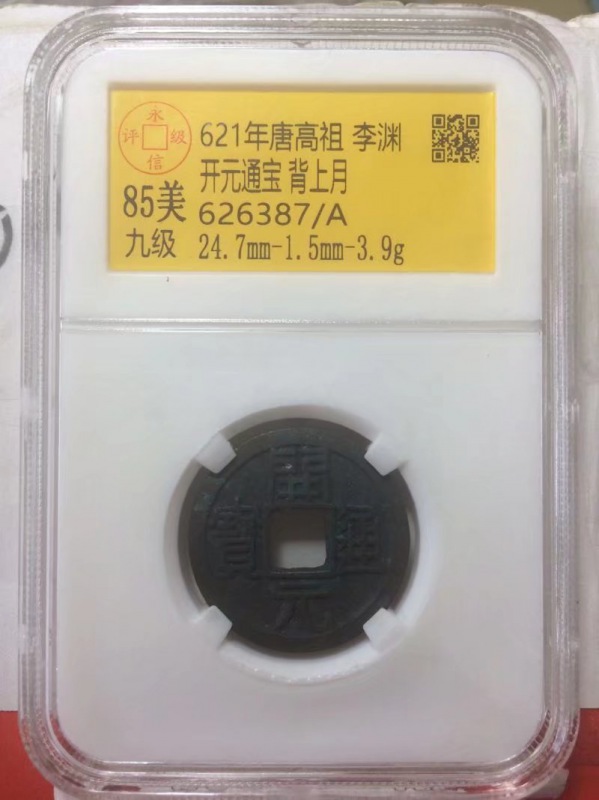 永
评 级
信
621年唐高祖 李渊
开元通宝 背上月
85美
626387/A
九级
24.7mm-1.5mm-3.9g
開
寶 通
元